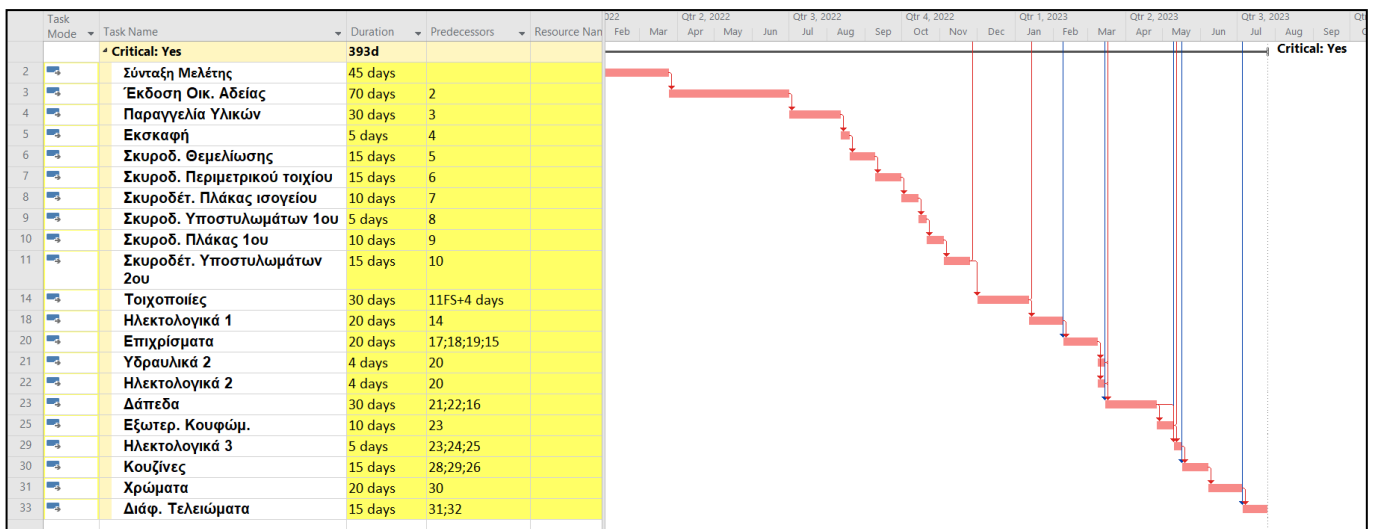 Task Mode Task Name Duration Predecessors Resource Nan
022 Qtr 2, 2022 Qtr 3, 2022 Qtr 4, 2022 Qtr 1, 2023 Qtr 2, 2023 Qtr 3, 2023 Qt
Feb Mar Apr May Jun Jul Aug Sep Oct Nov Dec Jan Feb Mar Apr May Jun Jul Aug Sep
Critical: Yes 393d Critical: Yes
2 Σύνταξη Μελέτης 45 days
3 Έκδοση Οικ. Αδείας 70 days 2
4 Παραγγελία Υλικών 30 days 3
5 Εκσκαφή 5 days 4
6 Σκυροδ. Θεμελίωσης 15 days 5
7 Σκυροδ. Περιμετρικού τοιχίου 15 days 6
8 Σκυροδέτ. Πλάκας ισογείου 10 days 7
9 Σκυροδ. Υποστυλωμάτων 1ου 5 days 8
10 Σκυροδ. Πλάκας 1ου 10 days 9
11 Σκυροδέτ. Υποστυλωμάτων 2ου 15 days 10
14 Τοιχοποιίες 30 days 11FS+4 days
18 Ηλεκτολογικά 1 20 days 14
20 Επιχρίσματα 20 days 17;18;19;15
21 Υδραυλικά 2 4 days 20
22 Ηλεκτολογικά 2 4 days 20
23 Δάπεδα 30 days 21;22;16
25 Εξωτερ. Κουφώμ. 10 days 23
29 Ηλεκτολογικά 3 5 days 23;24;25
30 Κουζίνες 15 days 28;29;26
31 Χρώματα 20 days 30
33 Διάφ. Τελειώματα 15 days 31;32